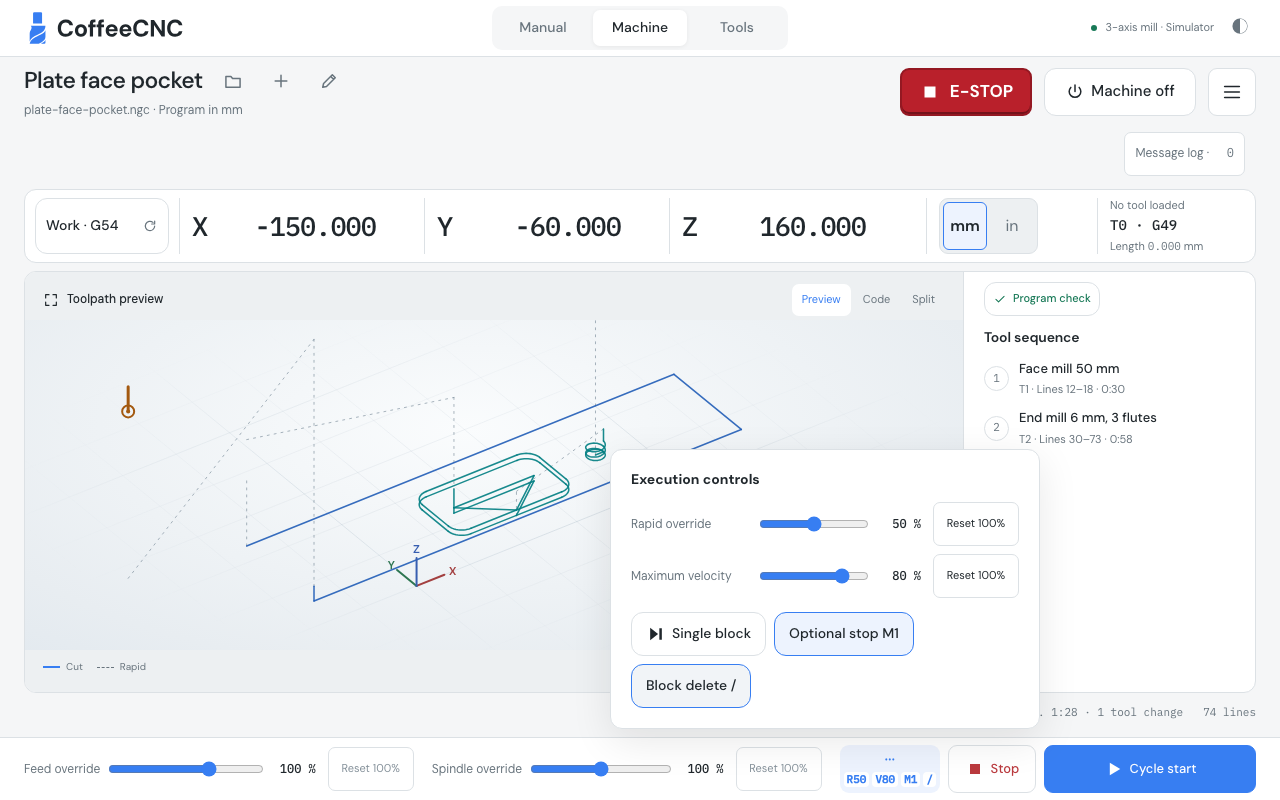 CoffeeCNC
Manual Machine Tools
3-axis mill · Simulator
Plate face pocket
plate-face-pocket.ngc · Program in mm
E-STOP
Machine off
Message log · 0
Work · G54
X -150.000
Y -60.000
Z 160.000
mm in
No tool loaded
T0 · G49
Length 0.000 mm
Toolpath preview
Preview Code Split
Program check
Tool sequence
1 Face mill 50 mm
T1 · Lines 12–18 · 0:30
2 End mill 6 mm, 3 flutes
T2 · Lines 30–73 · 0:58
Z
Y
X
Cut Rapid
Execution controls
Rapid override 50 % Reset 100%
Maximum velocity 80 % Reset 100%
Single block Optional stop M1
Block delete /
1:28 · 1 tool change 74 lines
Feed override 100 % Reset 100%
Spindle override 100 % Reset 100%
...
R50 V80 M1 /
Stop
Cycle start